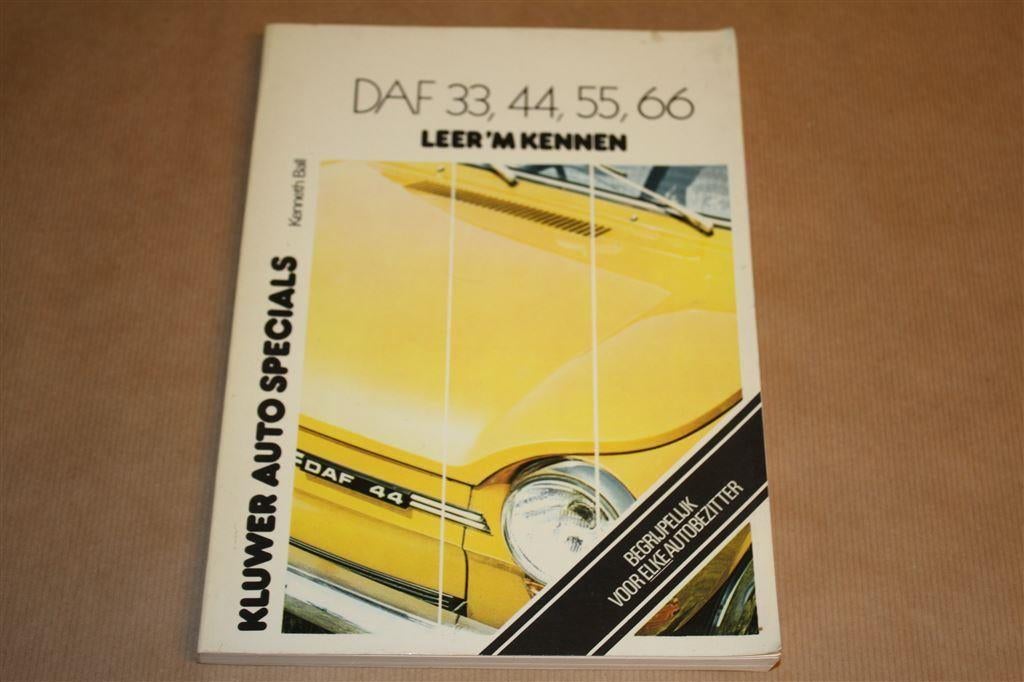 DAF 33, 44, 55, 66
LEER 'M KENNEN
Kenneth Ball
KLUWER AUTO SPECIALS
DAF 44
BEGRIJPELIJK
VOOR ELKE AUTOBEZITTER